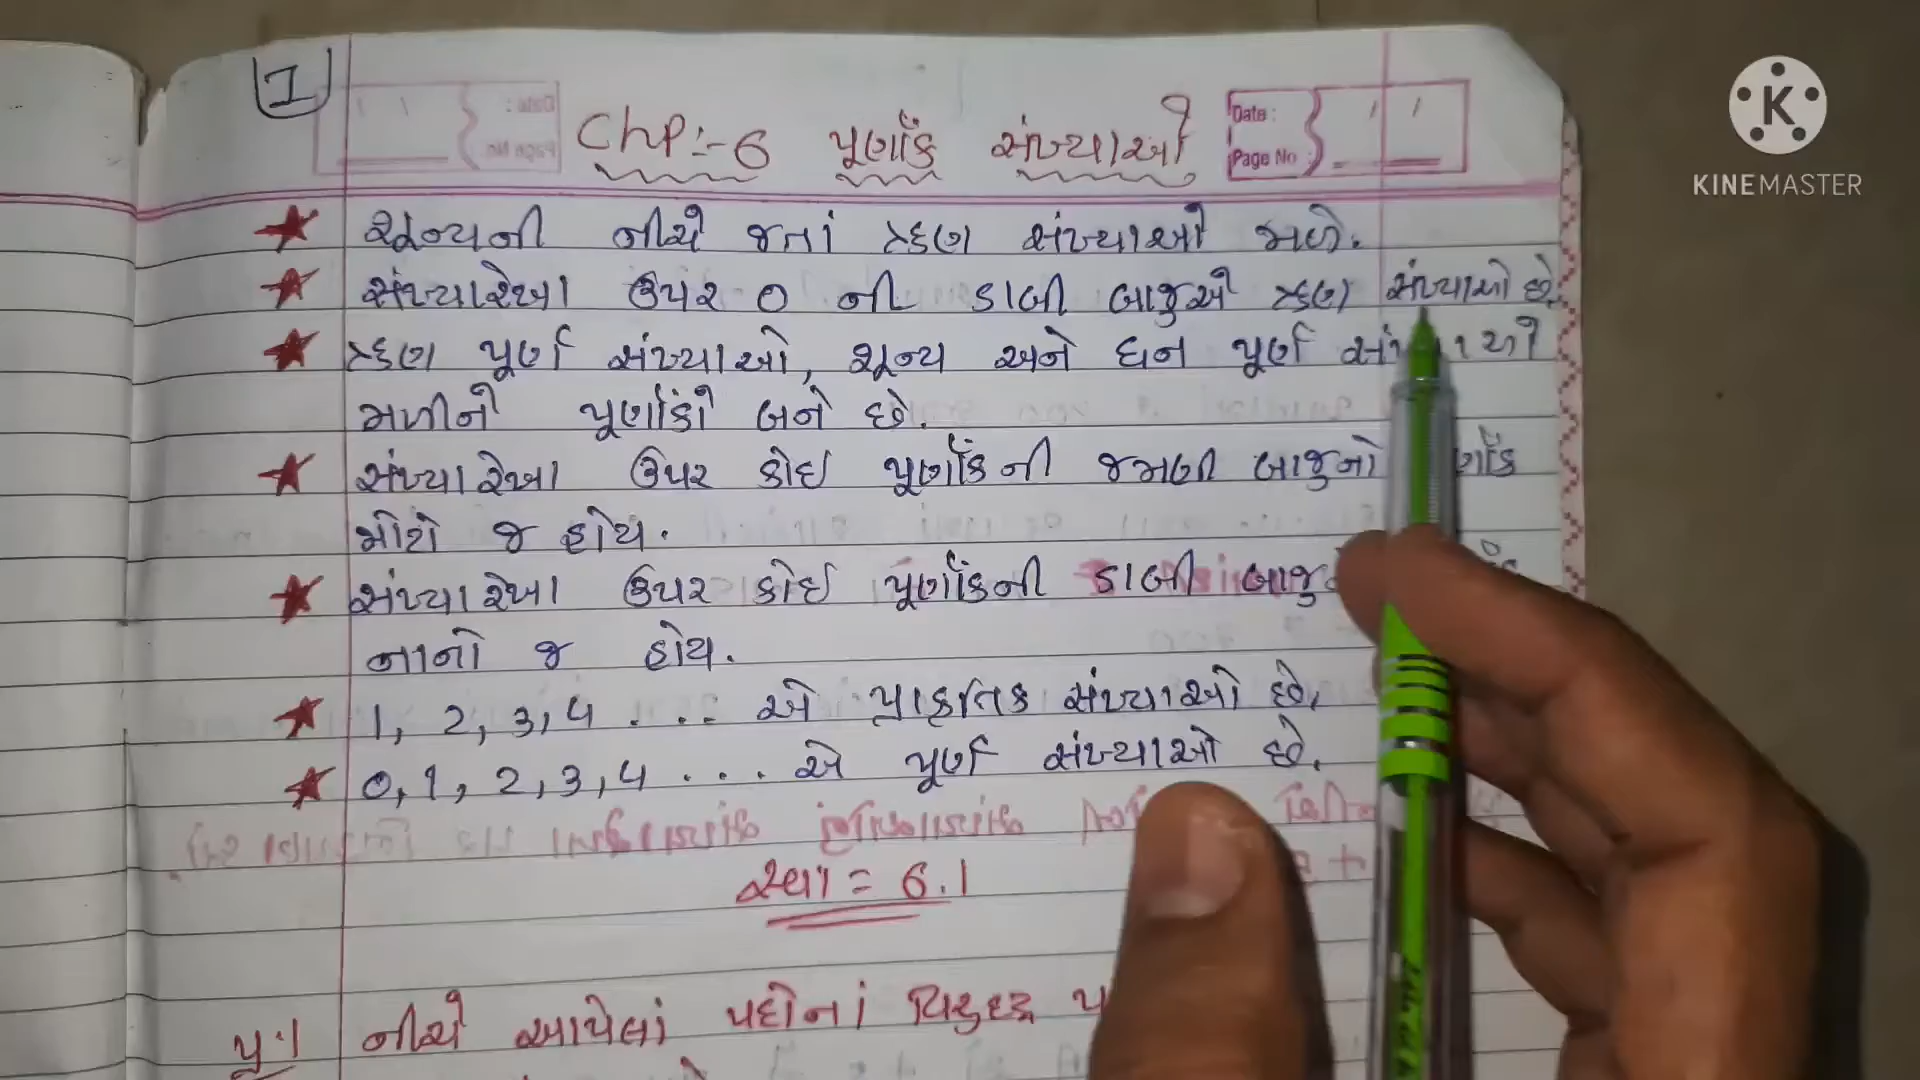 1
Chp:-6 પૂર્ણાંક સંખ્યાઓ
Date :
Page No :
KINEMASTER
શૂન્યની નીચે જતાં ઋણ સંખ્યાઓ મળે.
સંખ્યારેખા ઉપર 0 ની ડાબી બાજુએ ઋણ સંખ્યાઓ છે.
ઋણ પૂર્ણ સંખ્યાઓ, શૂન્ય અને ધન પૂર્ણ
મળીને પૂર્ણાંકો બને છે.
સંખ્યારેખા ઉપર કોઇ પૂર્ણાંકની જમણી બાજુનો
મોટો જ હોય.
સંખ્યારેખા ઉપર કોઇ પૂર્ણાંકની ડાબી
નાનો જ હોય.
1, 2, 3, 4 . . . એ પ્રાકૃતિક સંખ્યાઓ છે.
0, 1, 2, 3, 4 . . . એ પૂર્ણ સંખ્યાઓ છે.
સ્વા = 6.1
પ્ર.1 નીચે આપેલાં પદોનાં વિરુદ્ધ